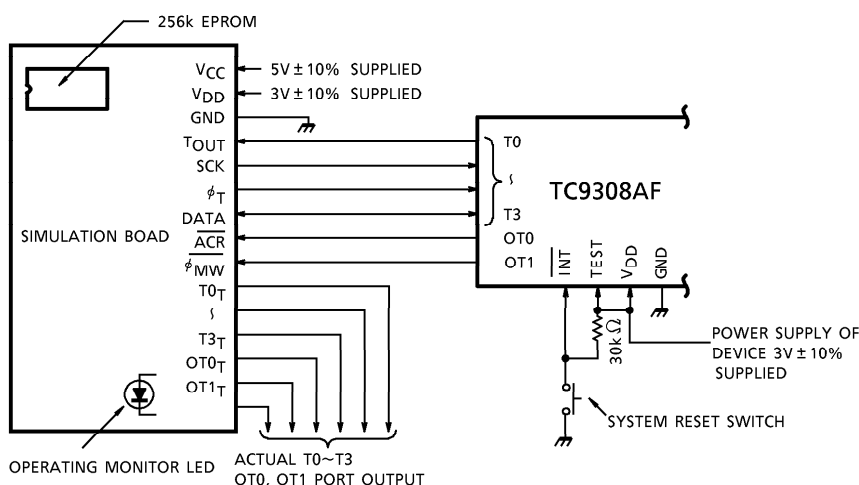 256k EPROM
VCC 5V ± 10% SUPPLIED
VDD 3V ± 10% SUPPLIED
GND
TOUT T0
SCK
~
ϕT
TC9308AF
DATA T3
SIMULATION BOAD
ACR OT0
ϕMW OT1
INT TEST VDD GND
T0T
~
T3T
30kΩ
POWER SUPPLY OF
DEVICE 3V ± 10%
SUPPLIED
OT0T
OT1T
SYSTEM RESET SWITCH
OPERATING MONITOR LED
ACTUAL T0~T3
OT0, OT1 PORT OUTPUT